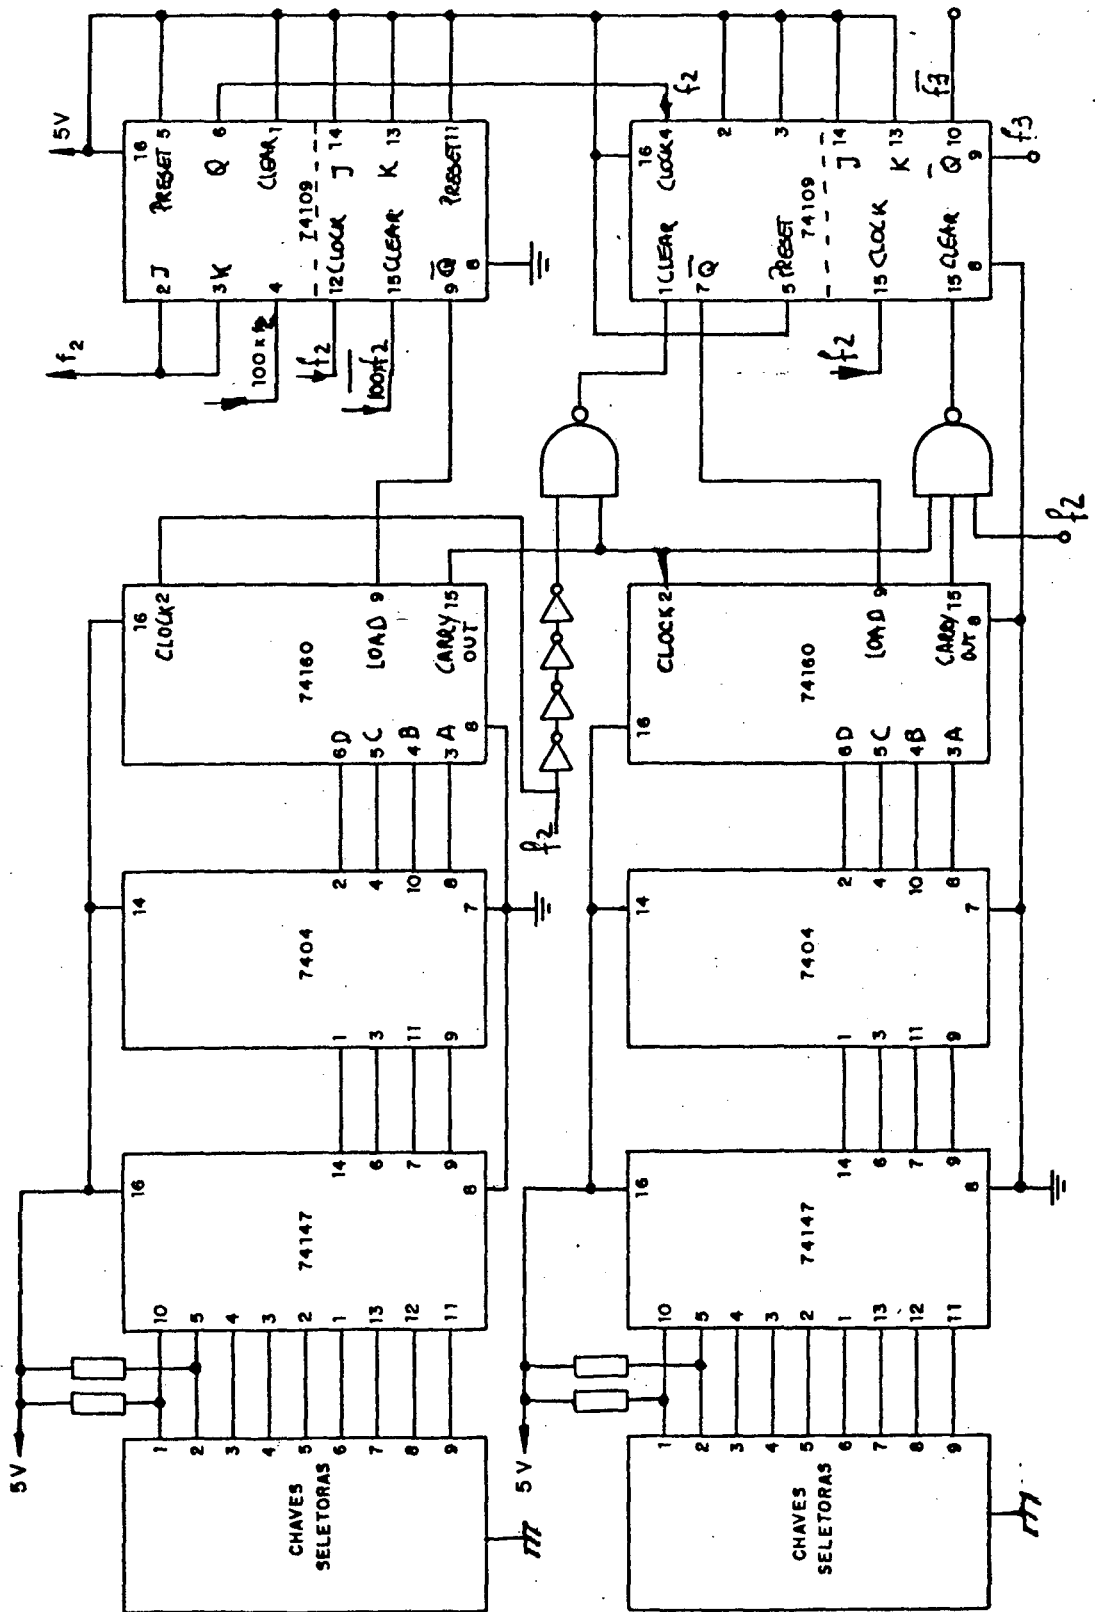 5V
16
PRESET 5
Q 6
CLEAR 1
74109
J 14
K 13
PRESET 11
2 J
3 K
4
12 CLOCK
15 CLEAR
9 Q̅
8
f2
100×f2
f2
100×f2
16
CLOCK 4
f2
2
3
J 14
K 13
Q̅ 10
9
f3
f3
1 CLEAR
7 Q̅
5 PRESET
74109
15 CLOCK
15 CLEAR
8
f2
16
CLOCK 2
LOAD 9
CARRY OUT 15
74160
6 D
5 C
4 B
3 A
8
f2
16
CLOCK 2
LOAD 9
CARRY OUT 15
8
74160
6 D
5 C
4 B
3 A
f2
14
7404
2
4
10
8
7
1
3
11
9
14
7404
2
4
10
8
7
1
3
11
9
5V
16
74147
14
6
7
9
8
10
5
4
3
2
1
13
12
11
5V
16
74147
14
6
7
9
8
10
5
4
3
2
1
13
12
11
CHAVES
SELETORAS
1
2
3
4
5
6
7
8
9
CHAVES
SELETORAS
1
2
3
4
5
6
7
8
9